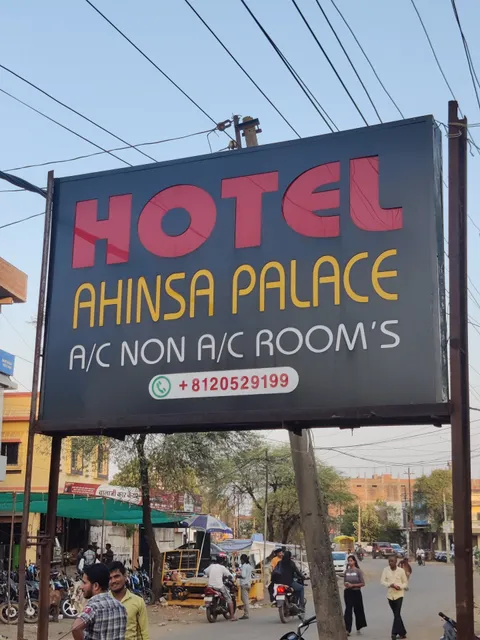 HOTEL
AHINSA PALACE
A/C NON A/C ROOM'S
+8120529199